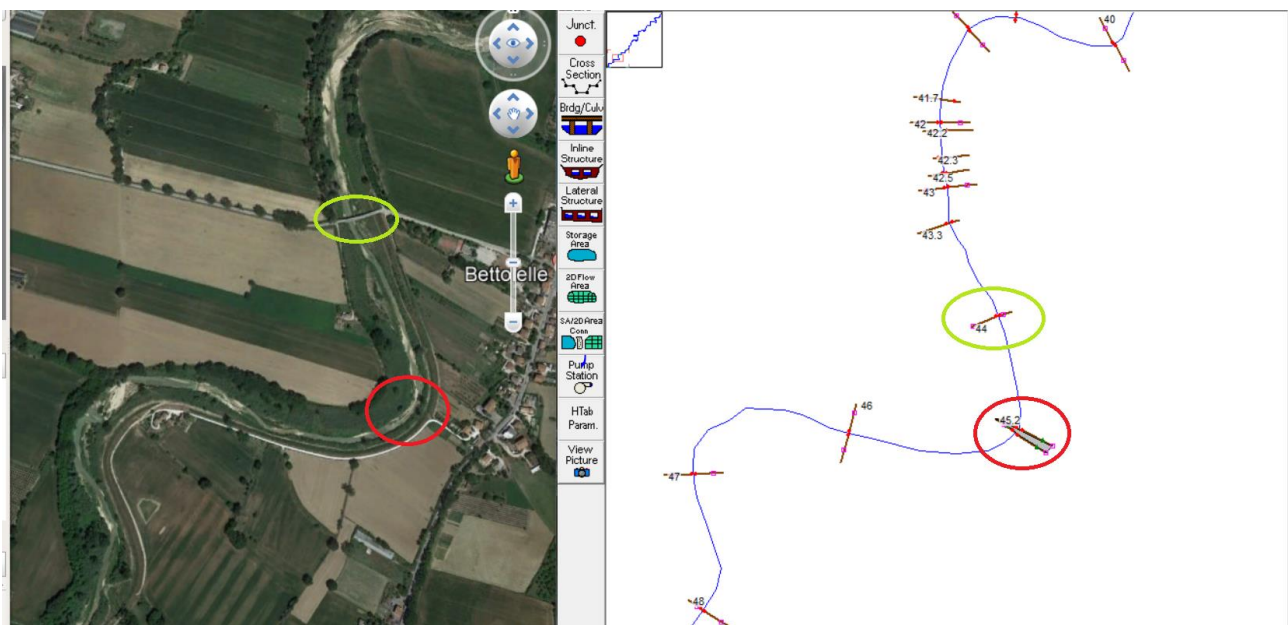 Bettolelle
Junct.
Cross
Section
Brdg/Culv
Inline
Structure
Lateral
Structure
Storage
Area
2D Flow
Area
SA/2D Area
Conn
Pump
Station
HTab
Param.
View
Picture
40
41.7
42
42.2
42.3
42.5
43
43.3
44
45.2
46
47
48